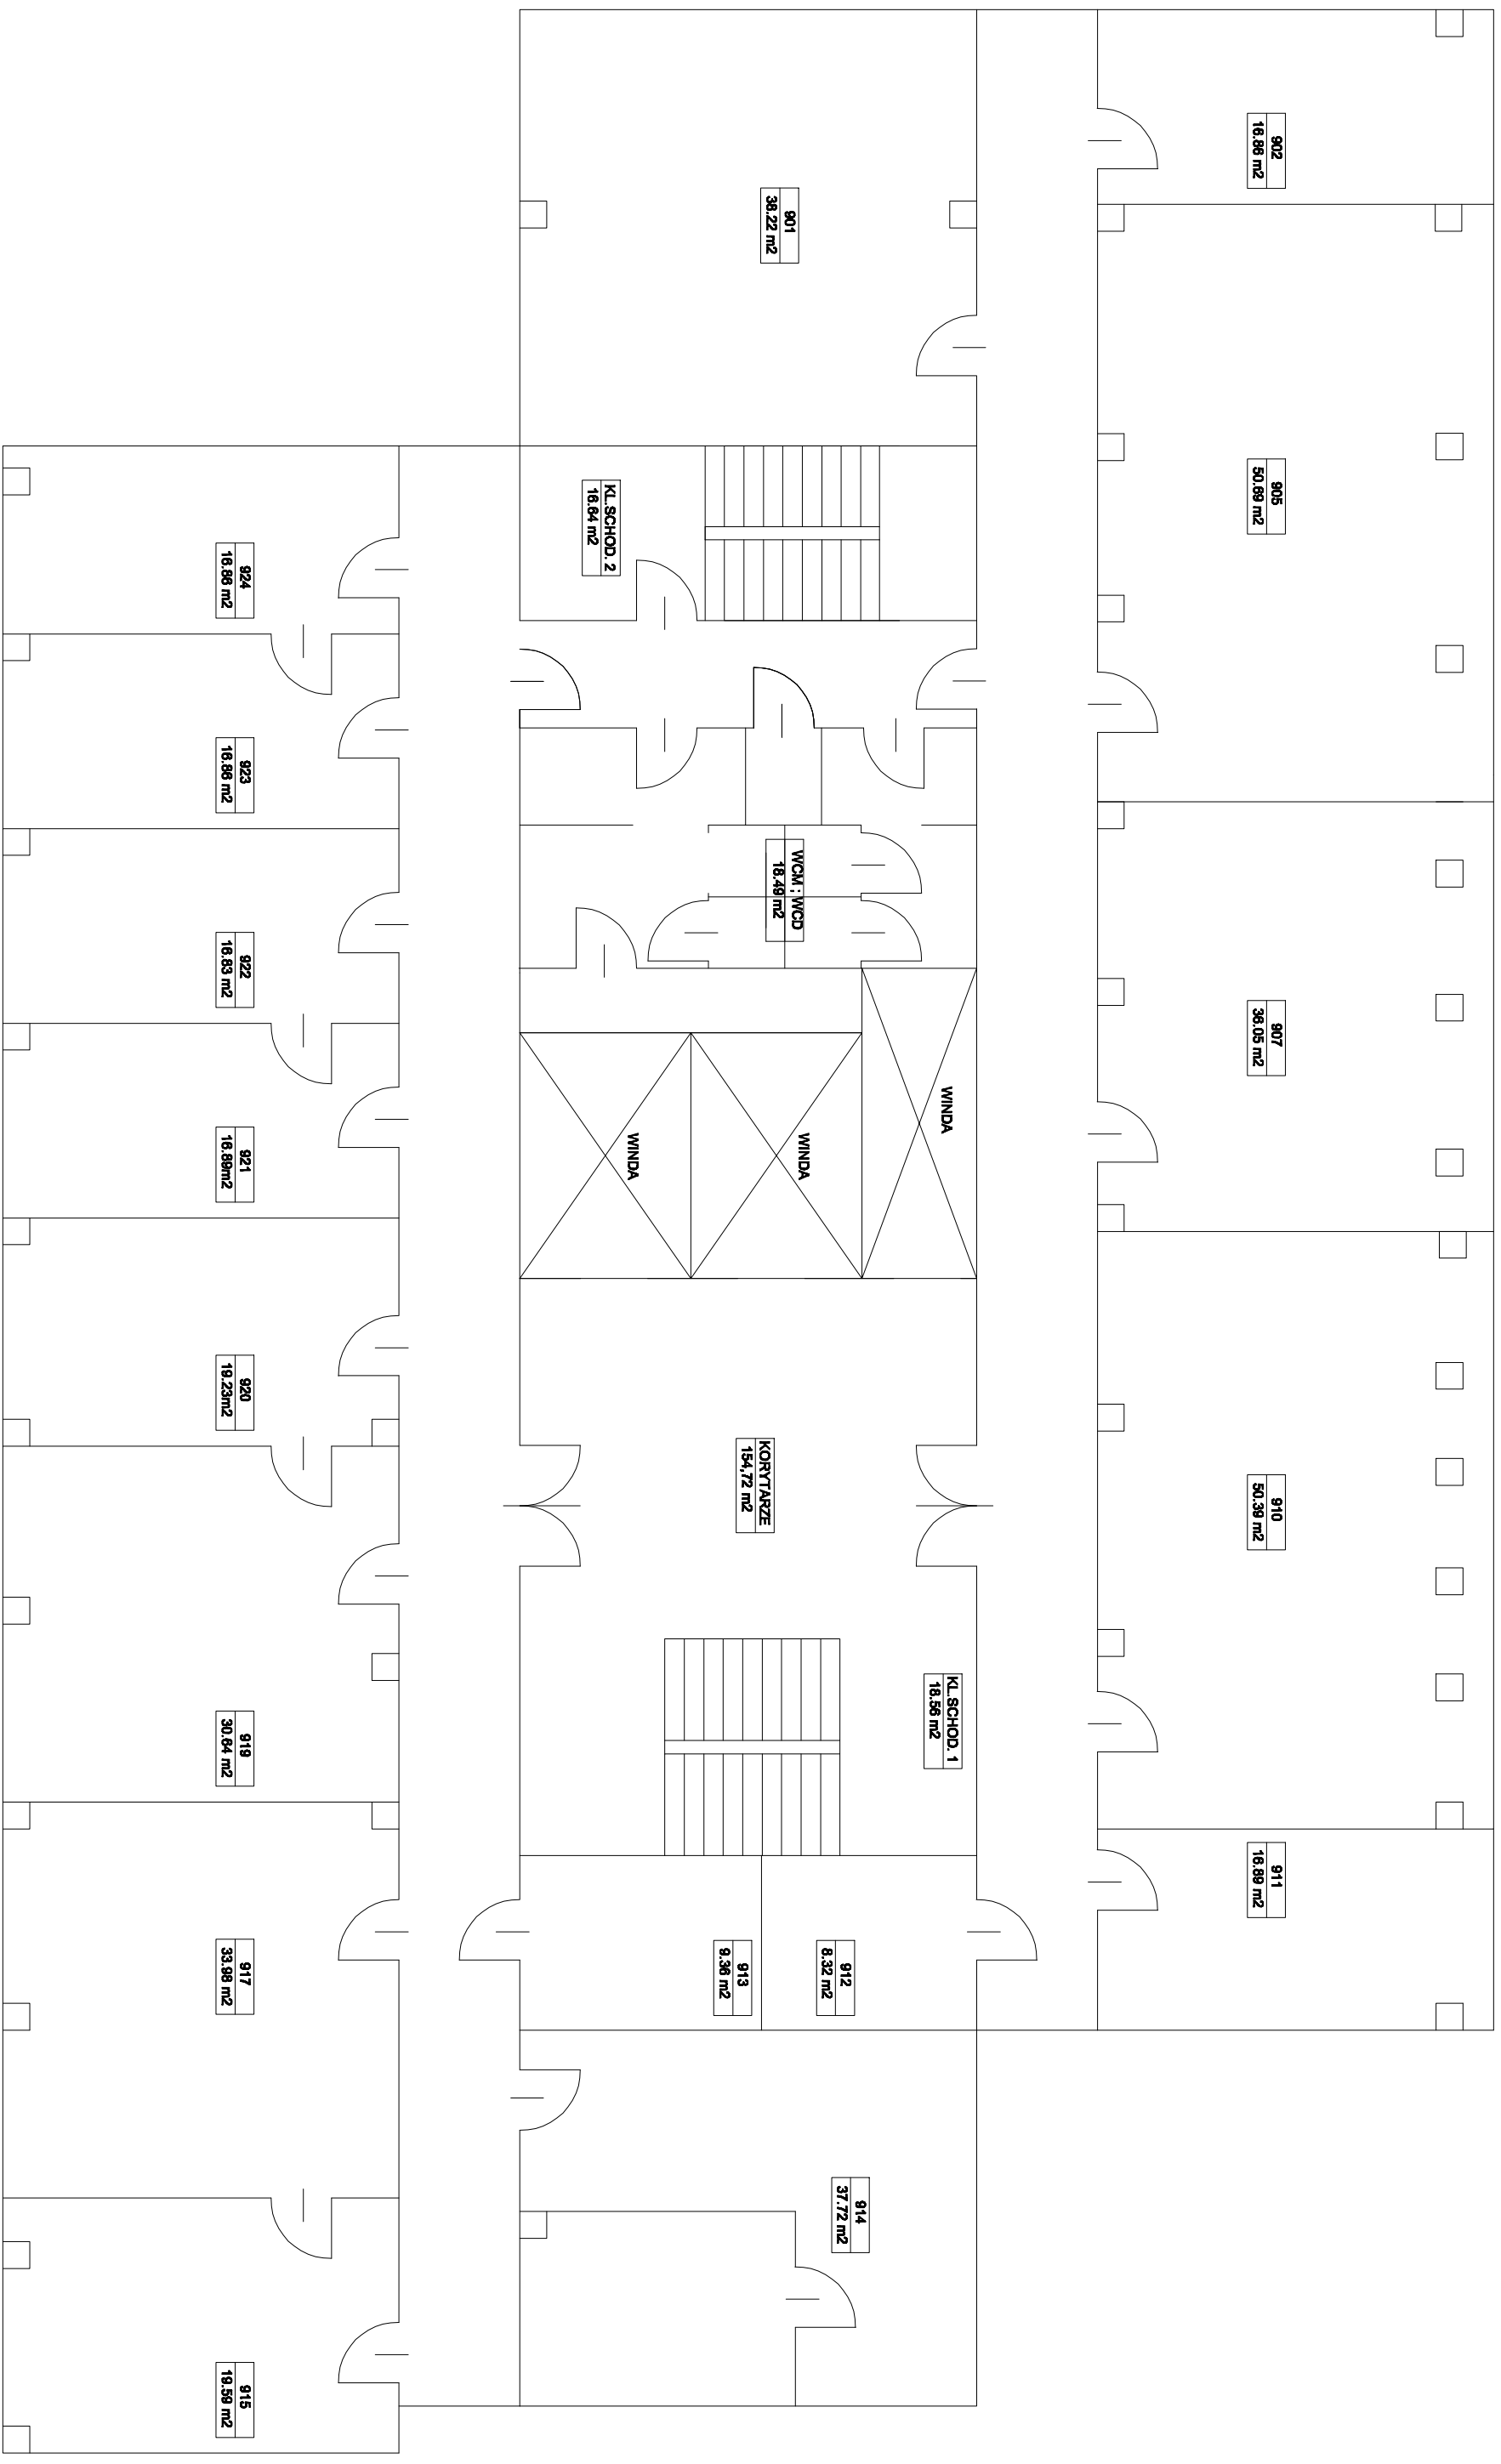 902
16.86 m2
905
50.69 m2
907
36.05 m2
910
50.39 m2
911
16.89 m2
901
38.22 m2
KL.SCHOD. 2
16.64 m2
WCM ; WCD
18.49 m2
WINDA
WINDA
WINDA
KORYTARZE
154,72 m2
KL.SCHOD. 1
18.56 m2
912
8.32 m2
913
9.36 m2
914
37.72 m2
924
16.86 m2
923
16.86 m2
922
16.83 m2
921
16.89m2
920
19.23m2
919
30.64 m2
917
33.98 m2
915
19.59 m2